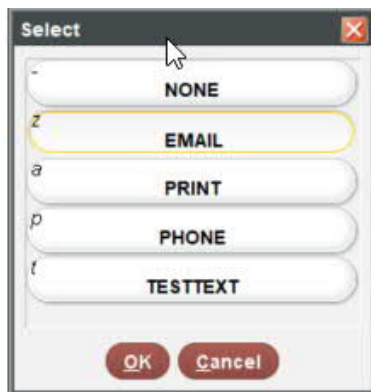 Select
-
NONE
z
EMAIL
a
PRINT
p
PHONE
t
TESTTEXT
OK Cancel